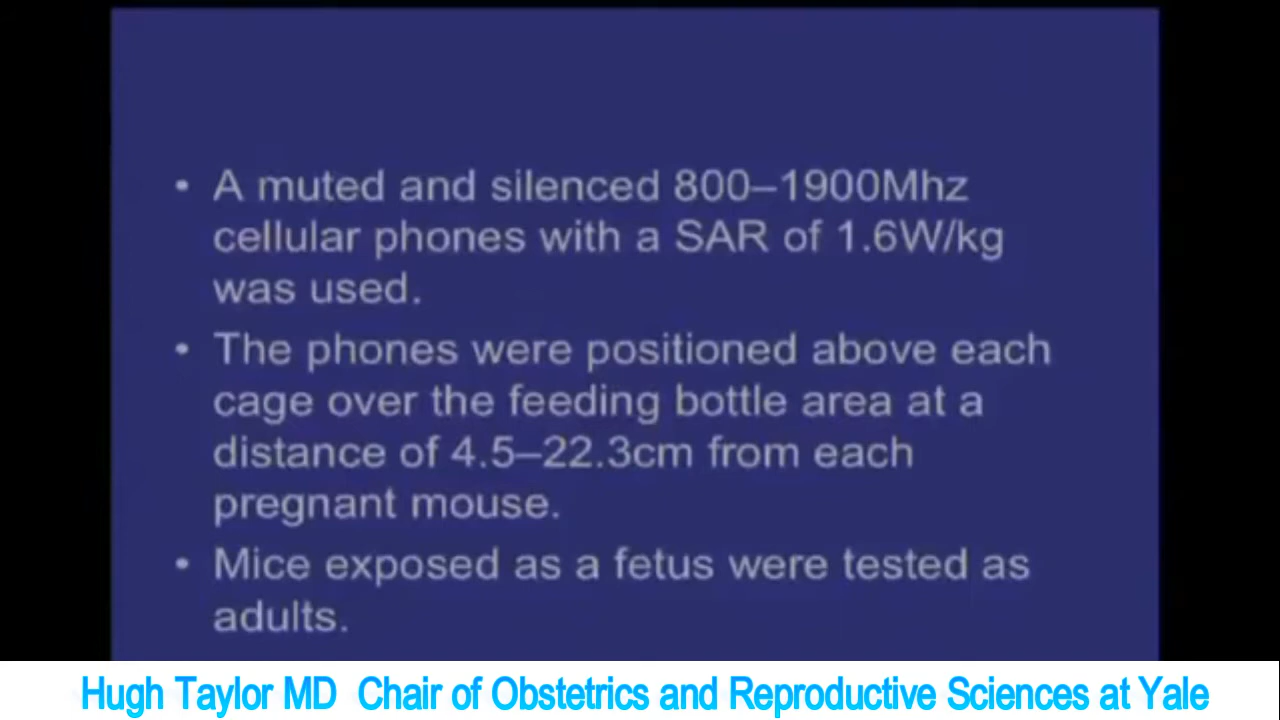 • A muted and silenced 800–1900Mhz
cellular phones with a SAR of 1.6W/kg
was used.
• The phones were positioned above each
cage over the feeding bottle area at a
distance of 4.5–22.3cm from each
pregnant mouse.
• Mice exposed as a fetus were tested as
adults.
Hugh Taylor MD  Chair of Obstetrics and Reproductive Sciences at Yale